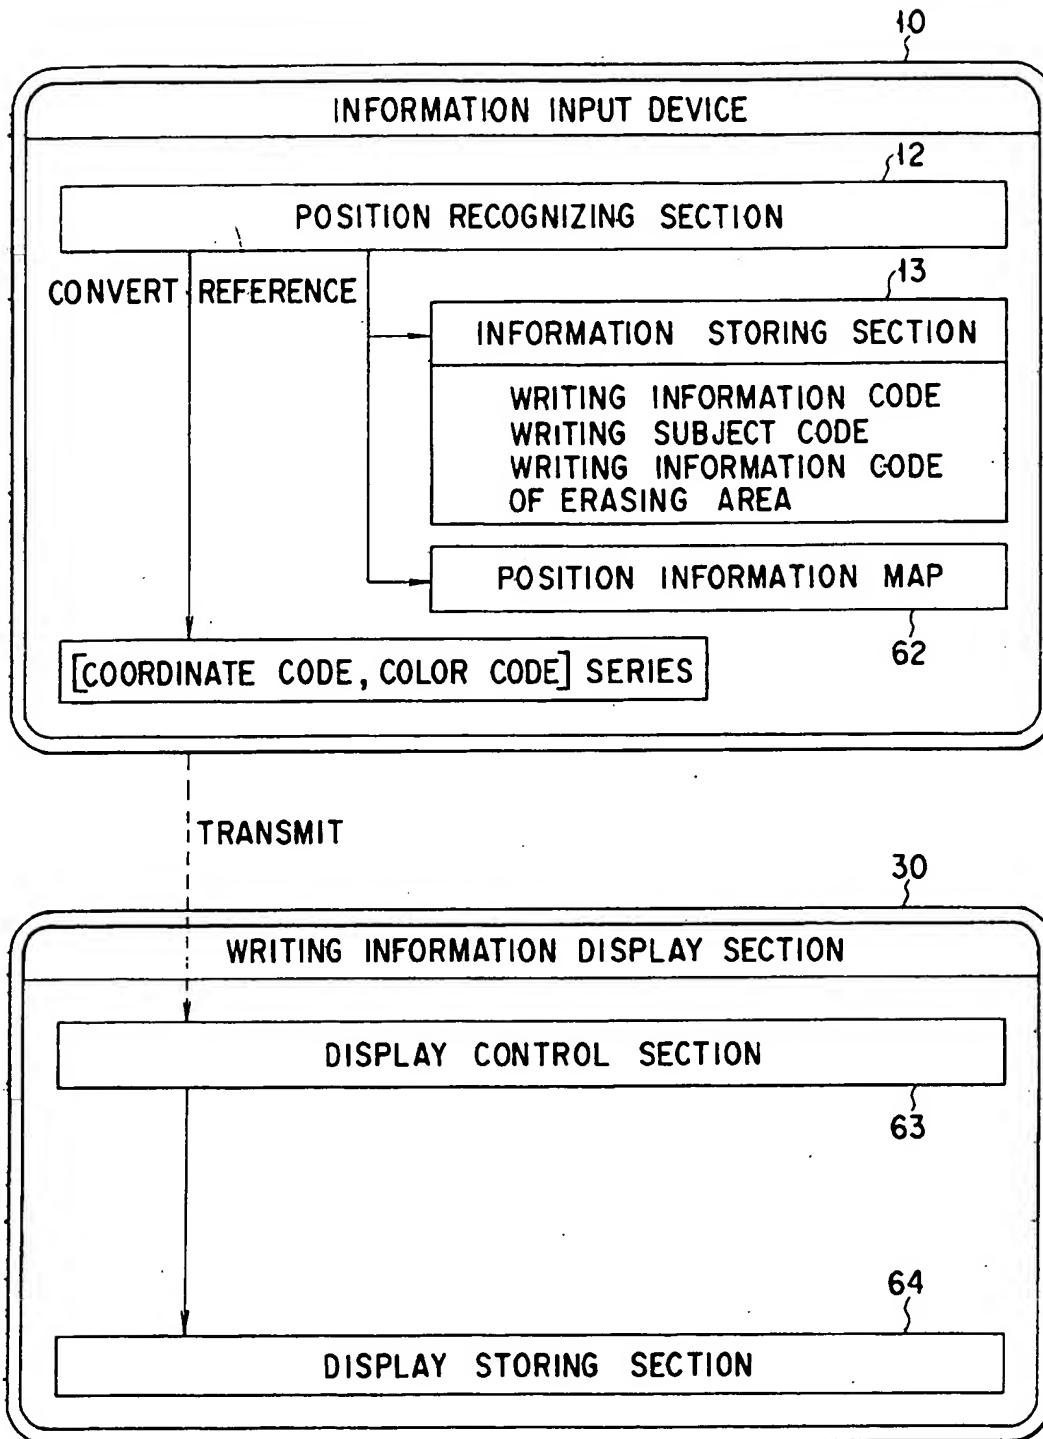 10
INFORMATION INPUT DEVICE
12
POSITION RECOGNIZING SECTION
CONVERT REFERENCE
13
INFORMATION STORING SECTION
WRITING INFORMATION CODE
WRITING SUBJECT CODE
WRITING INFORMATION CODE
OF ERASING AREA
POSITION INFORMATION MAP
62
[COORDINATE CODE, COLOR CODE] SERIES
TRANSMIT
30
WRITING INFORMATION DISPLAY SECTION
DISPLAY CONTROL SECTION
63
64
DISPLAY STORING SECTION